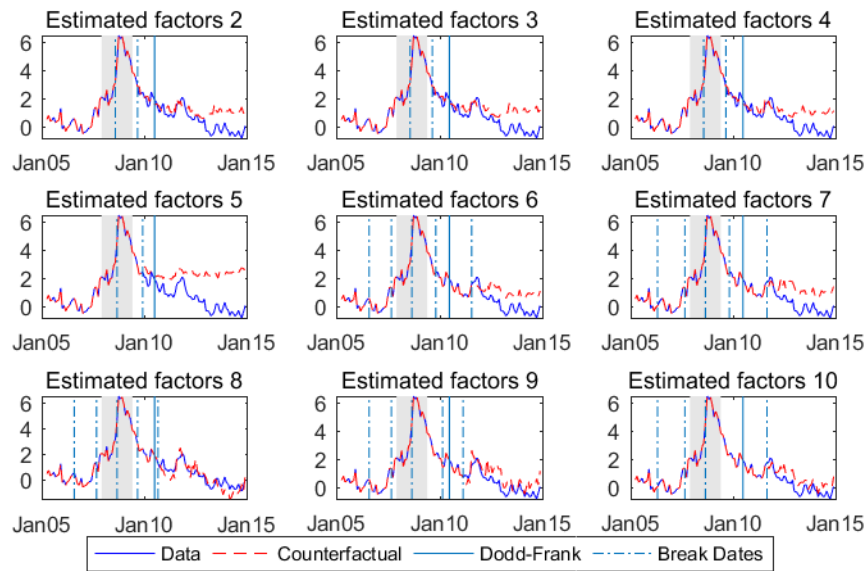 Estimated factors 2
Estimated factors 3
Estimated factors 4
6
4
2
0
Jan05 Jan10 Jan15
6
4
2
0
Jan05 Jan10 Jan15
6
4
2
0
Jan05 Jan10 Jan15
Estimated factors 5
Estimated factors 6
Estimated factors 7
6
4
2
0
Jan05 Jan10 Jan15
6
4
2
0
Jan05 Jan10 Jan15
6
4
2
0
Jan05 Jan10 Jan15
Estimated factors 8
Estimated factors 9
Estimated factors 10
6
4
2
0
Jan05 Jan10 Jan15
6
4
2
0
Jan05 Jan10 Jan15
6
4
2
0
Jan05 Jan10 Jan15
Data Counterfactual Dodd-Frank Break Dates